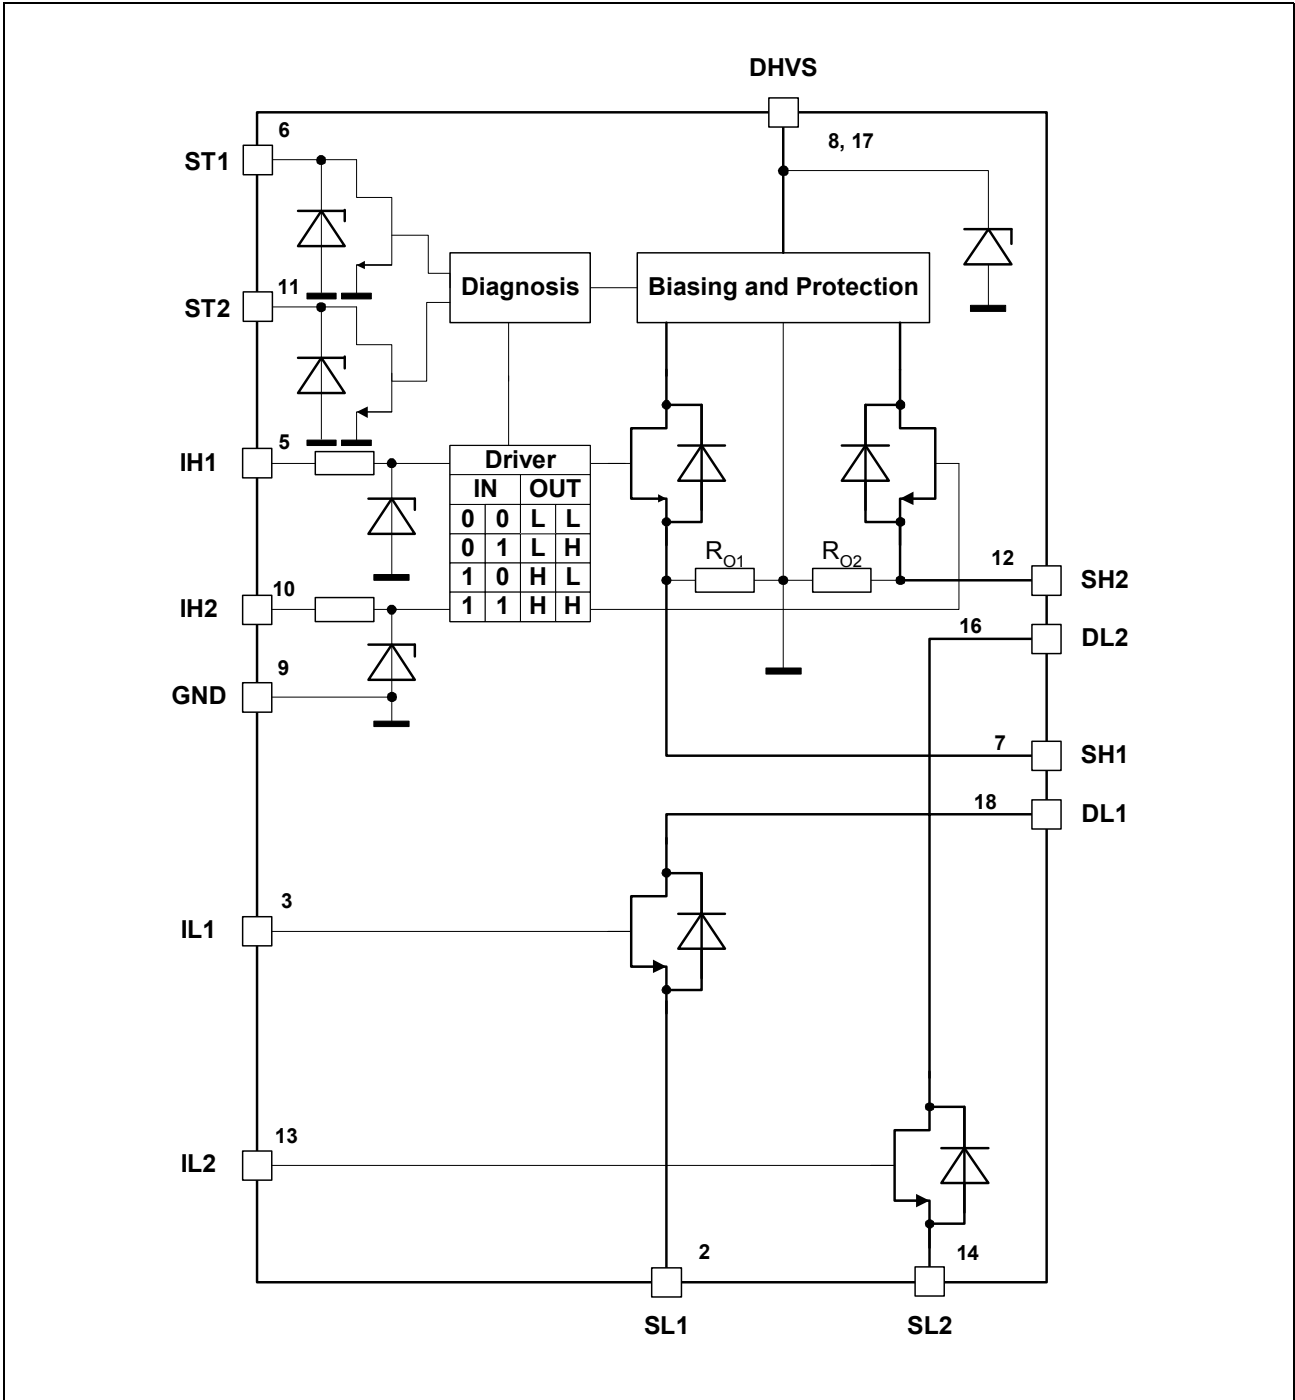 DHVS
8, 17
6
ST1
Diagnosis
Biasing and Protection
11
ST2
5
IH1
Driver
IN OUT
0 0 L L
0 1 L H
1 0 H L
1 1 H H
RO1
RO2
12
SH2
10
IH2
16
DL2
9
GND
7
SH1
18
DL1
3
IL1
13
IL2
2
14
SL1
SL2